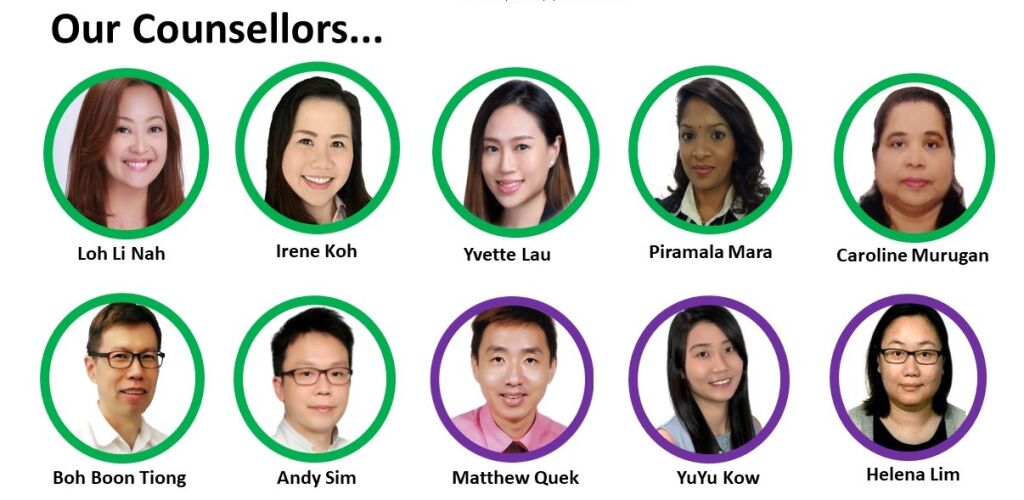 Our Counsellors...
Loh Li Nah
Irene Koh
Yvette Lau
Piramala Mara
Caroline Murugan
Boh Boon Tiong
Andy Sim
Matthew Quek
YuYu Kow
Helena Lim